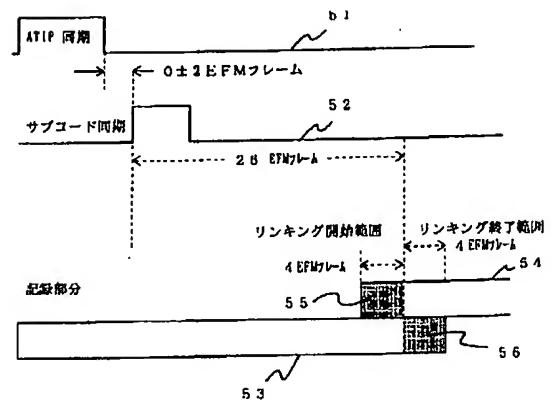 ATIP 同期
51
0±2EFMフレーム
サブコード同期
52
26 EFMフレーム
リンキング開始範囲
リンキング終了範囲
4EFMフレーム
4EFMフレーム
54
記録部分
55
56
53